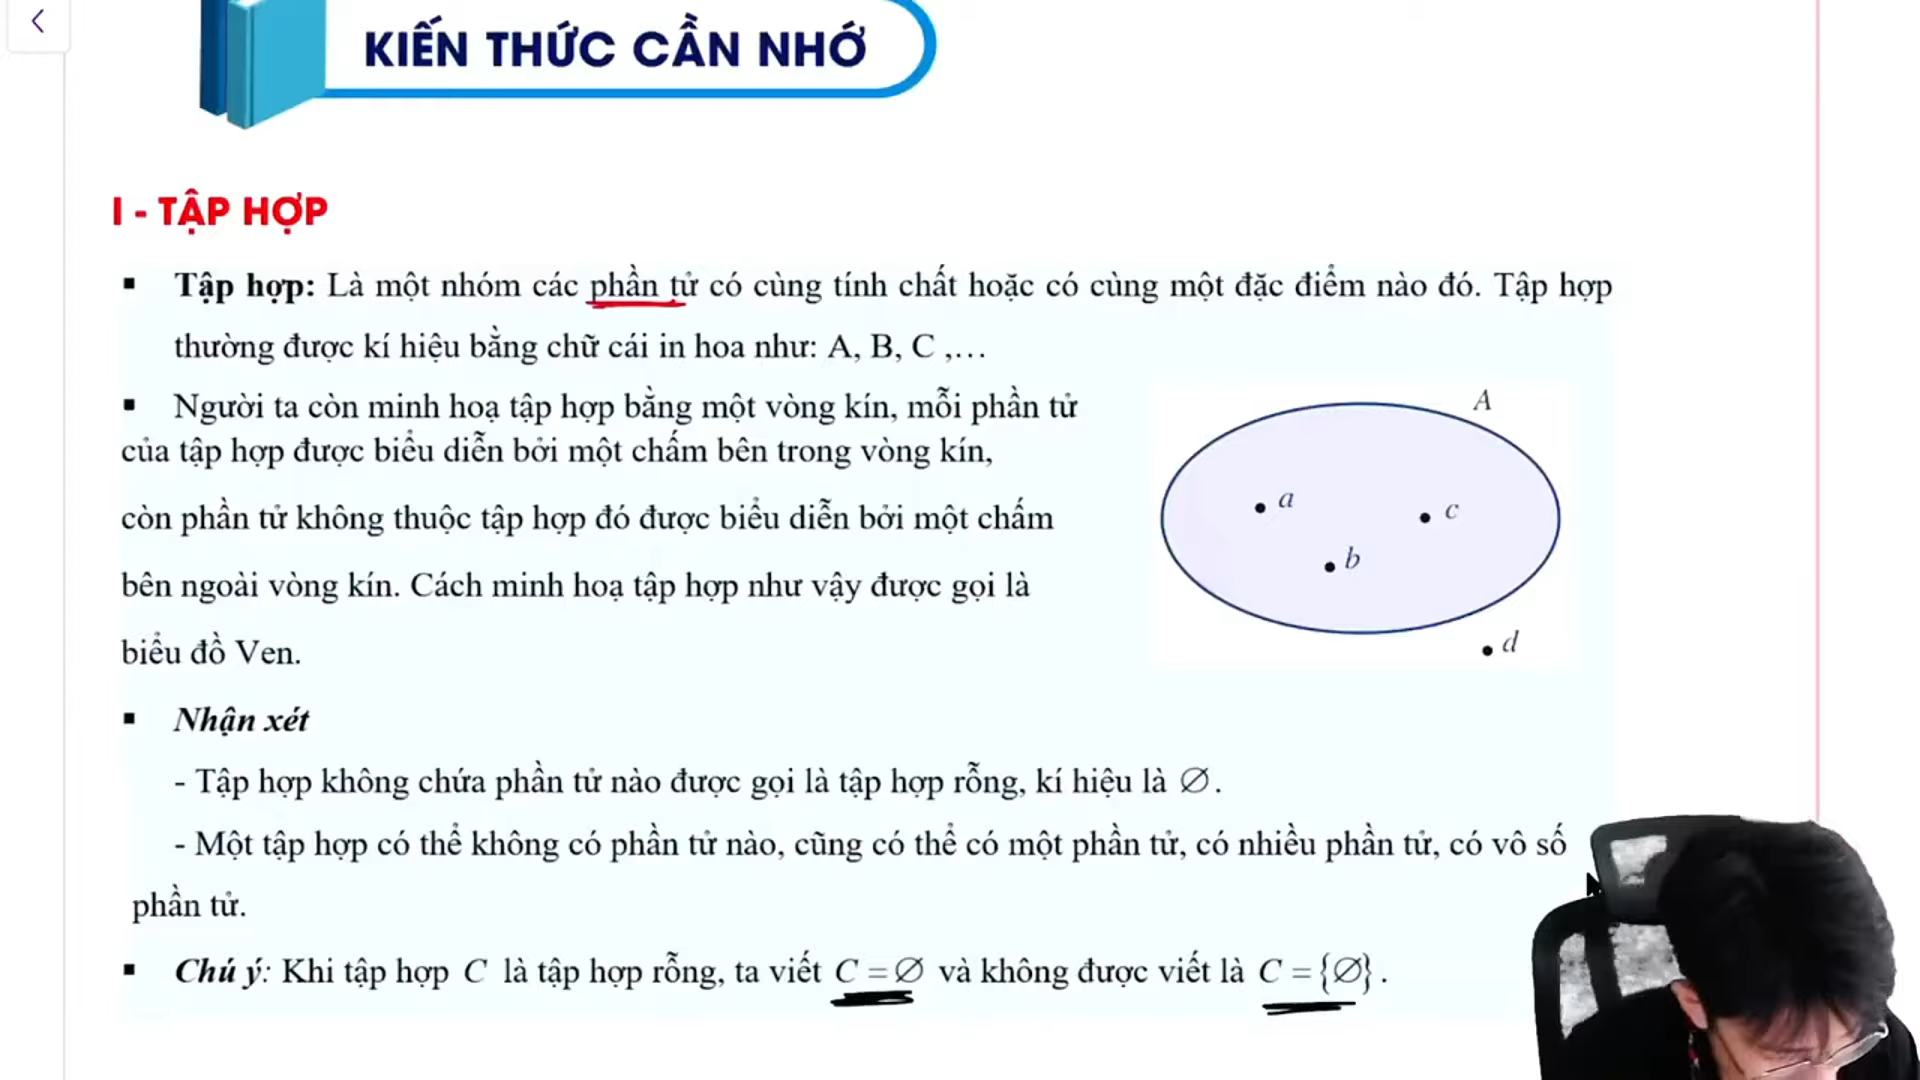 KIẾN THỨC CẦN NHỚ
I - TẬP HỢP
▪ Tập hợp: Là một nhóm các phần tử có cùng tính chất hoặc có cùng một đặc điểm nào đó. Tập hợp
thường được kí hiệu bằng chữ cái in hoa như: A, B, C ,…
▪ Người ta còn minh hoạ tập hợp bằng một vòng kín, mỗi phần tử
của tập hợp được biểu diễn bởi một chấm bên trong vòng kín,
còn phần tử không thuộc tập hợp đó được biểu diễn bởi một chấm
bên ngoài vòng kín. Cách minh hoạ tập hợp như vậy được gọi là
biểu đồ Ven.
A
a
c
b
d
▪ Nhận xét
- Tập hợp không chứa phần tử nào được gọi là tập hợp rỗng, kí hiệu là ∅.
- Một tập hợp có thể không có phần tử nào, cũng có thể có một phần tử, có nhiều phần tử, có vô số
phần tử.
▪ Chú ý: Khi tập hợp C là tập hợp rỗng, ta viết C = ∅ và không được viết là C = {∅}.